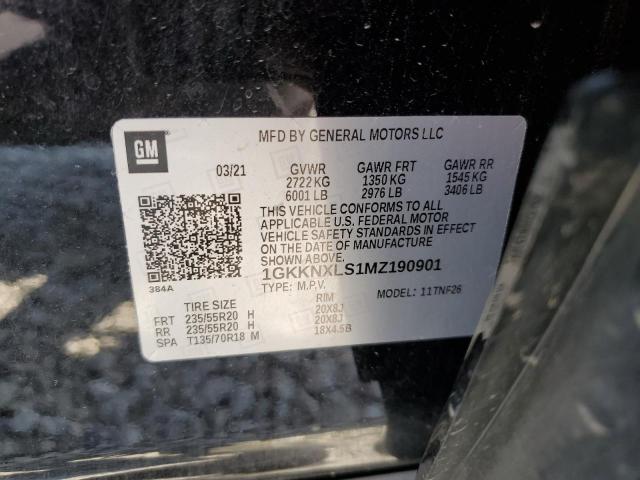 GM
MFD BY GENERAL MOTORS LLC
03/21 GVWR GAWR FRT GAWR RR
2722 KG 1350 KG 1545 KG
6001 LB 2976 LB 3406 LB
THIS VEHICLE CONFORMS TO ALL
APPLICABLE U.S. FEDERAL MOTOR
VEHICLE SAFETY STANDARDS IN EFFECT
ON THE DATE OF MANUFACTURE
SHOWN ABOVE.
1GKKNXLS1MZ190901
TYPE: M.P.V. MODEL: 11TNF26
384A
TIRE SIZE RIM
FRT 235/55R20 H 20X8J
RR 235/55R20 H 20X8J
SPA T135/70R18 M 18X4.5B